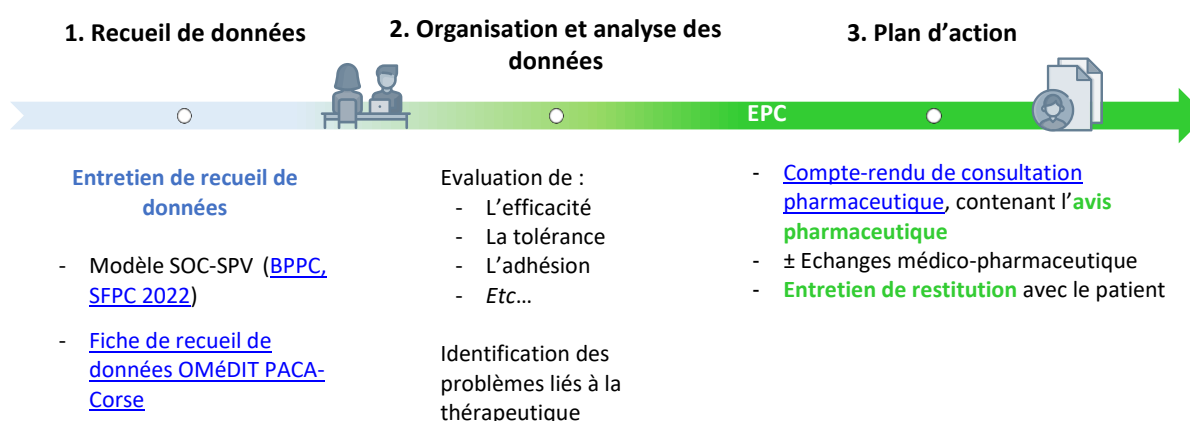 1. Recueil de données
2. Organisation et analyse des
données
3. Plan d’action
EPC
Entretien de recueil de
données
- Modèle SOC-SPV (BPPC,
SFPC 2022)
- Fiche de recueil de
données OMéDIT PACA-
Corse
Evaluation de :
- L’efficacité
- La tolérance
- L’adhésion
- Etc…
Identification des
problèmes liés à la
thérapeutique
- Compte-rendu de consultation
pharmaceutique, contenant l’avis
pharmaceutique
- ± Echanges médico-pharmaceutique
- Entretien de restitution avec le patient